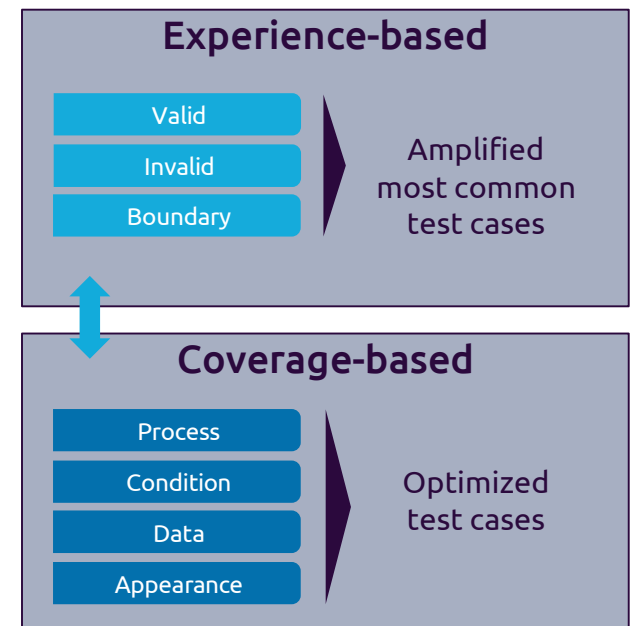 Experience-based
Valid
Invalid
Boundary
Amplified
most common
test cases
Coverage-based
Process
Condition
Data
Appearance
Optimized
test cases